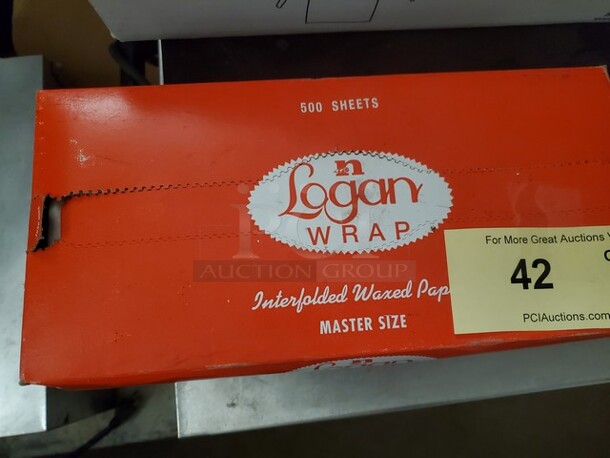 500 SHEETS
n
Logan
WRAP
AUCTION GROUP
Interfolded Waxed Pap
MASTER SIZE
For More Great Auctions
42
PCIAuctions.com